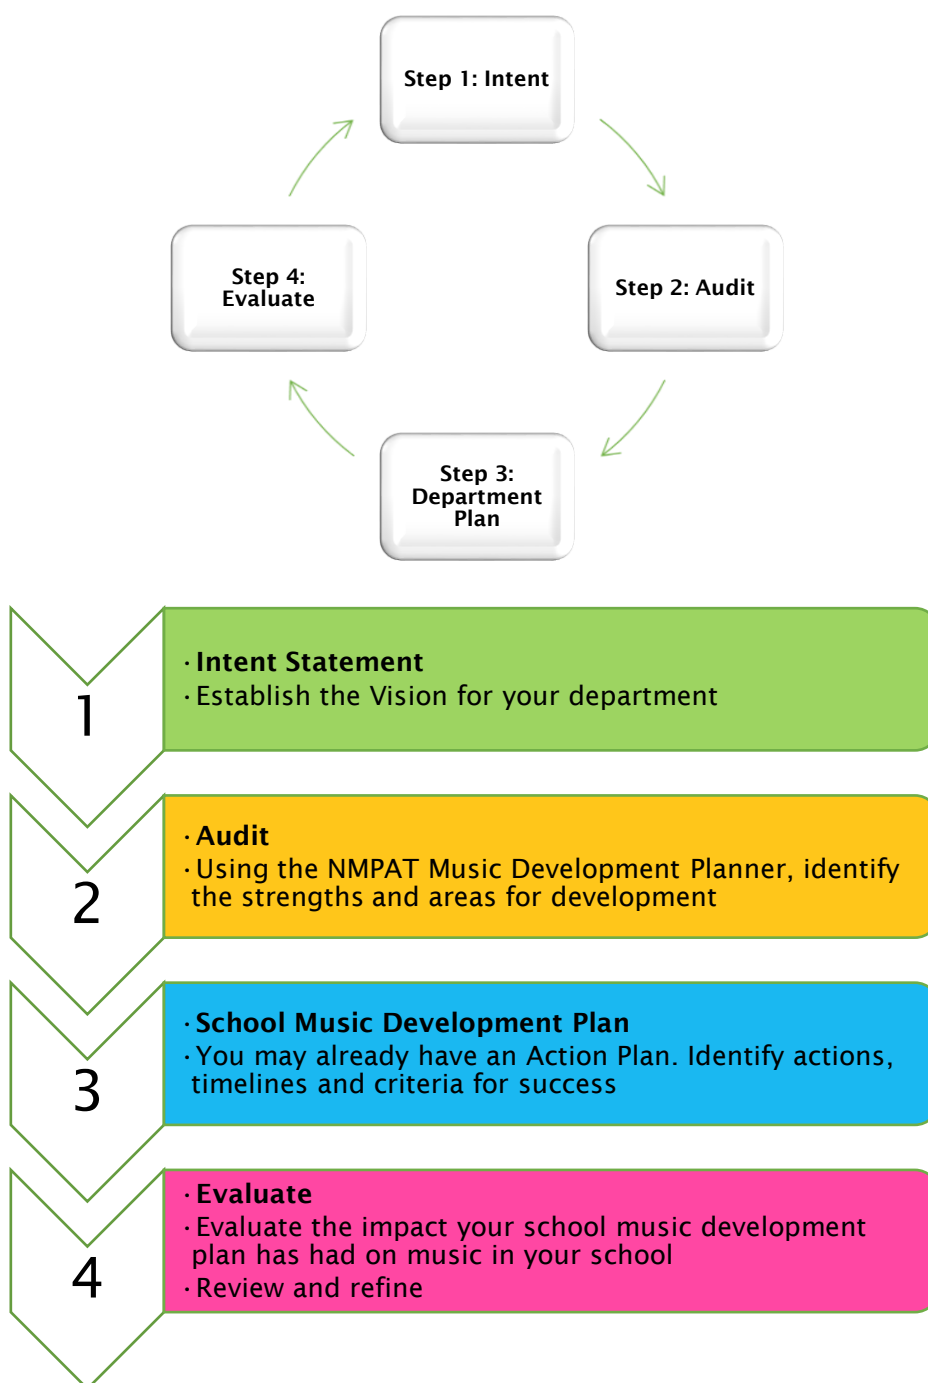 Step 1: Intent
Step 2: Audit
Step 3:
Department
Plan
Step 4:
Evaluate
1
· Intent Statement
· Establish the Vision for your department
2
· Audit
· Using the NMPAT Music Development Planner, identify
the strengths and areas for development
3
· School Music Development Plan
· You may already have an Action Plan. Identify actions,
timelines and criteria for success
4
· Evaluate
· Evaluate the impact your school music development
plan has had on music in your school
· Review and refine